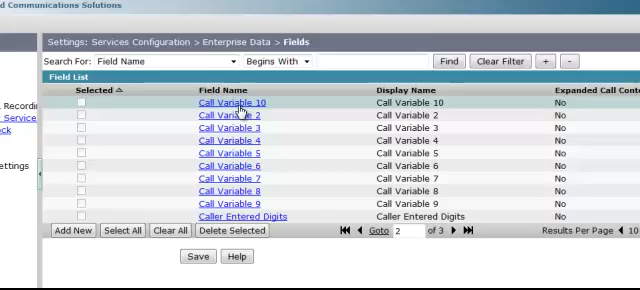 d Communications Solutions
Settings: Services Configuration > Enterprise Data > Fields
Search For: Field Name Begins With Find Clear Filter + -
Field List
Selected Field Name Display Name Expanded Call Cont
No
Call Variable 10 Call Variable 10 No
Call Variable 2 Call Variable 2 No
Call Variable 3 Call Variable 3 No
Call Variable 4 Call Variable 4 No
Call Variable 5 Call Variable 5 No
Call Variable 6 Call Variable 6 No
Call Variable 7 Call Variable 7 No
Call Variable 8 Call Variable 8 No
Call Variable 9 Call Variable 9 No
Caller Entered Digits Caller Entered Digits No
Add New Select All Clear All Delete Selected Goto 2 of 3 Results Per Page 10
Save Help
Recordi
Service
ck
ettings